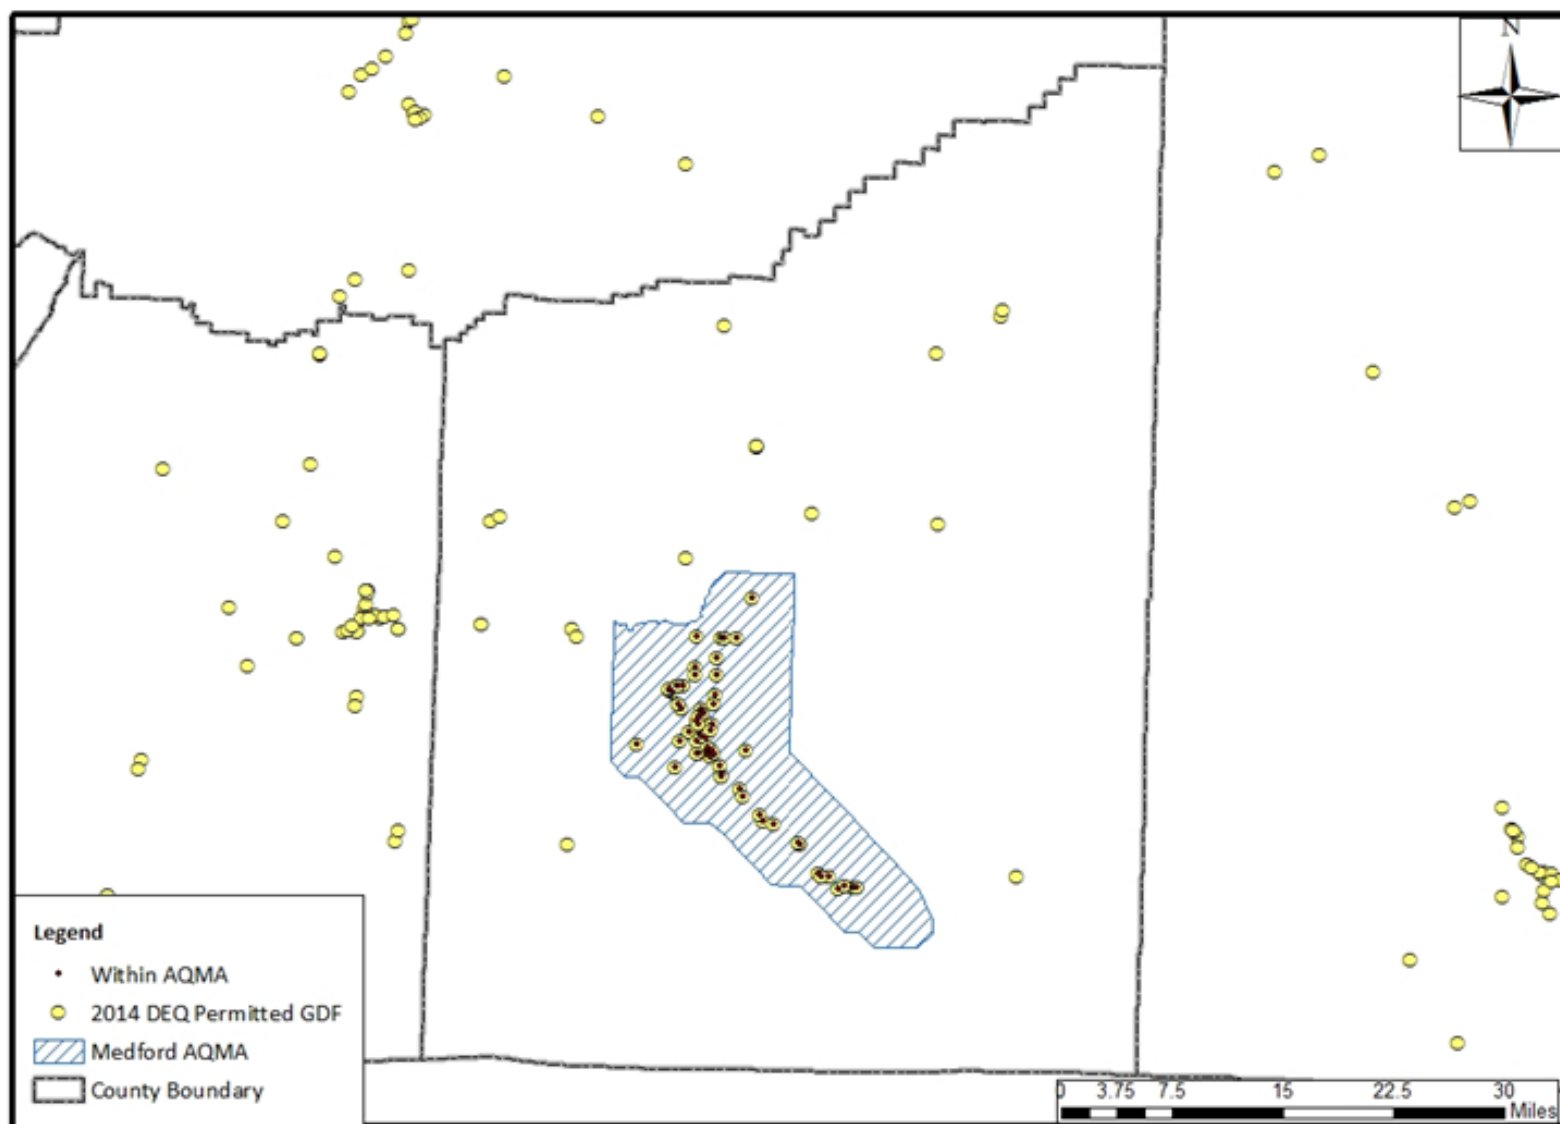 N
Legend
Within AQMA
2014 DEQ Permitted GDF
Medford AQMA
County Boundary
0 3.75 7.5 15 22.5 30
Miles